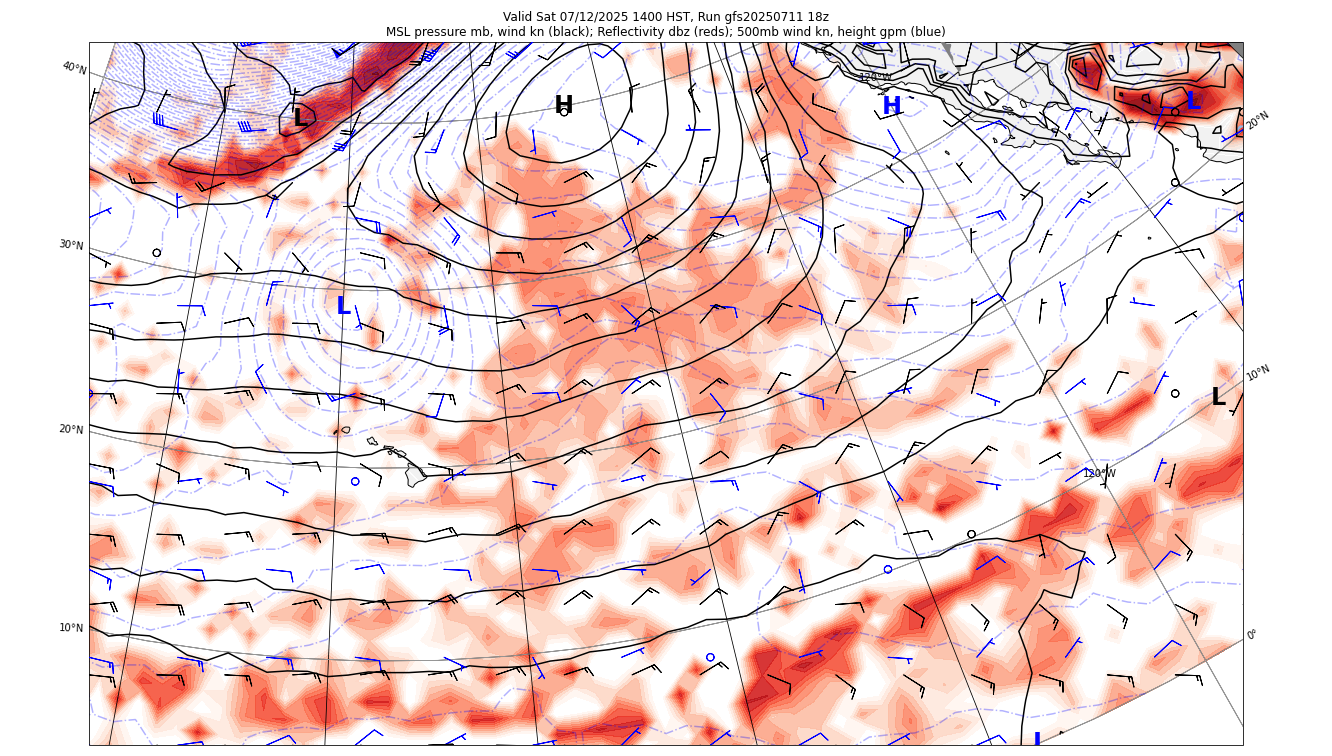 Valid Sat 07/12/2025 1400 HST, Run gfs20250711 18z
MSL pressure mb, wind kn (black); Reflectivity dbz (reds); 500mb wind kn, height gpm (blue)
40°N
120°W
H
H
L
L
20°N
30°N
L
10°N
L
20°N
120°W
10°N
0°
L